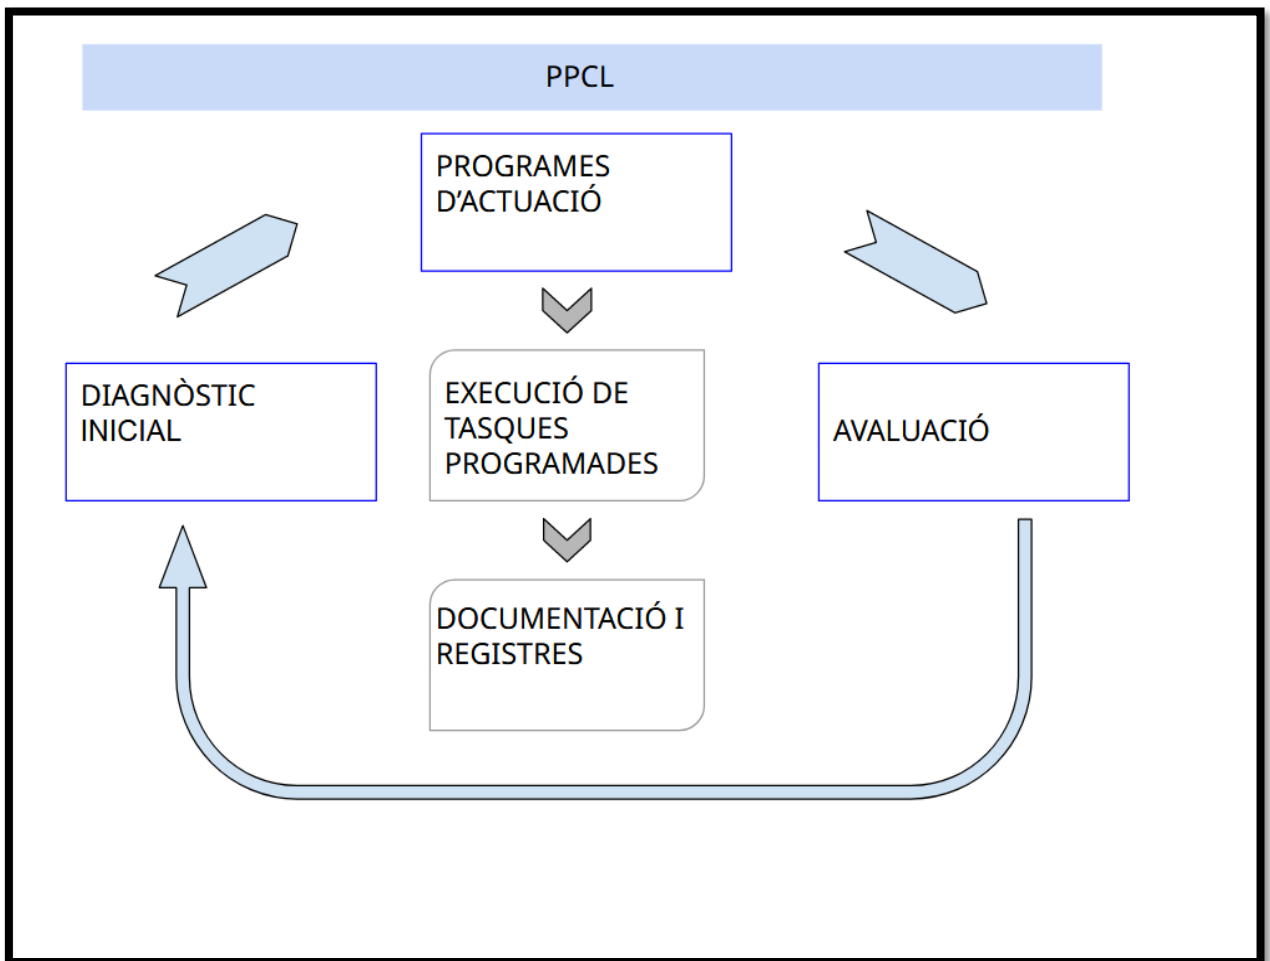 PPCL
PROGRAMES
D’ACTUACIÓ
DIAGNÒSTIC
INICIAL
EXECUCIÓ DE
TASQUES
PROGRAMADES
AVALUACIÓ
DOCUMENTACIÓ I
REGISTRES